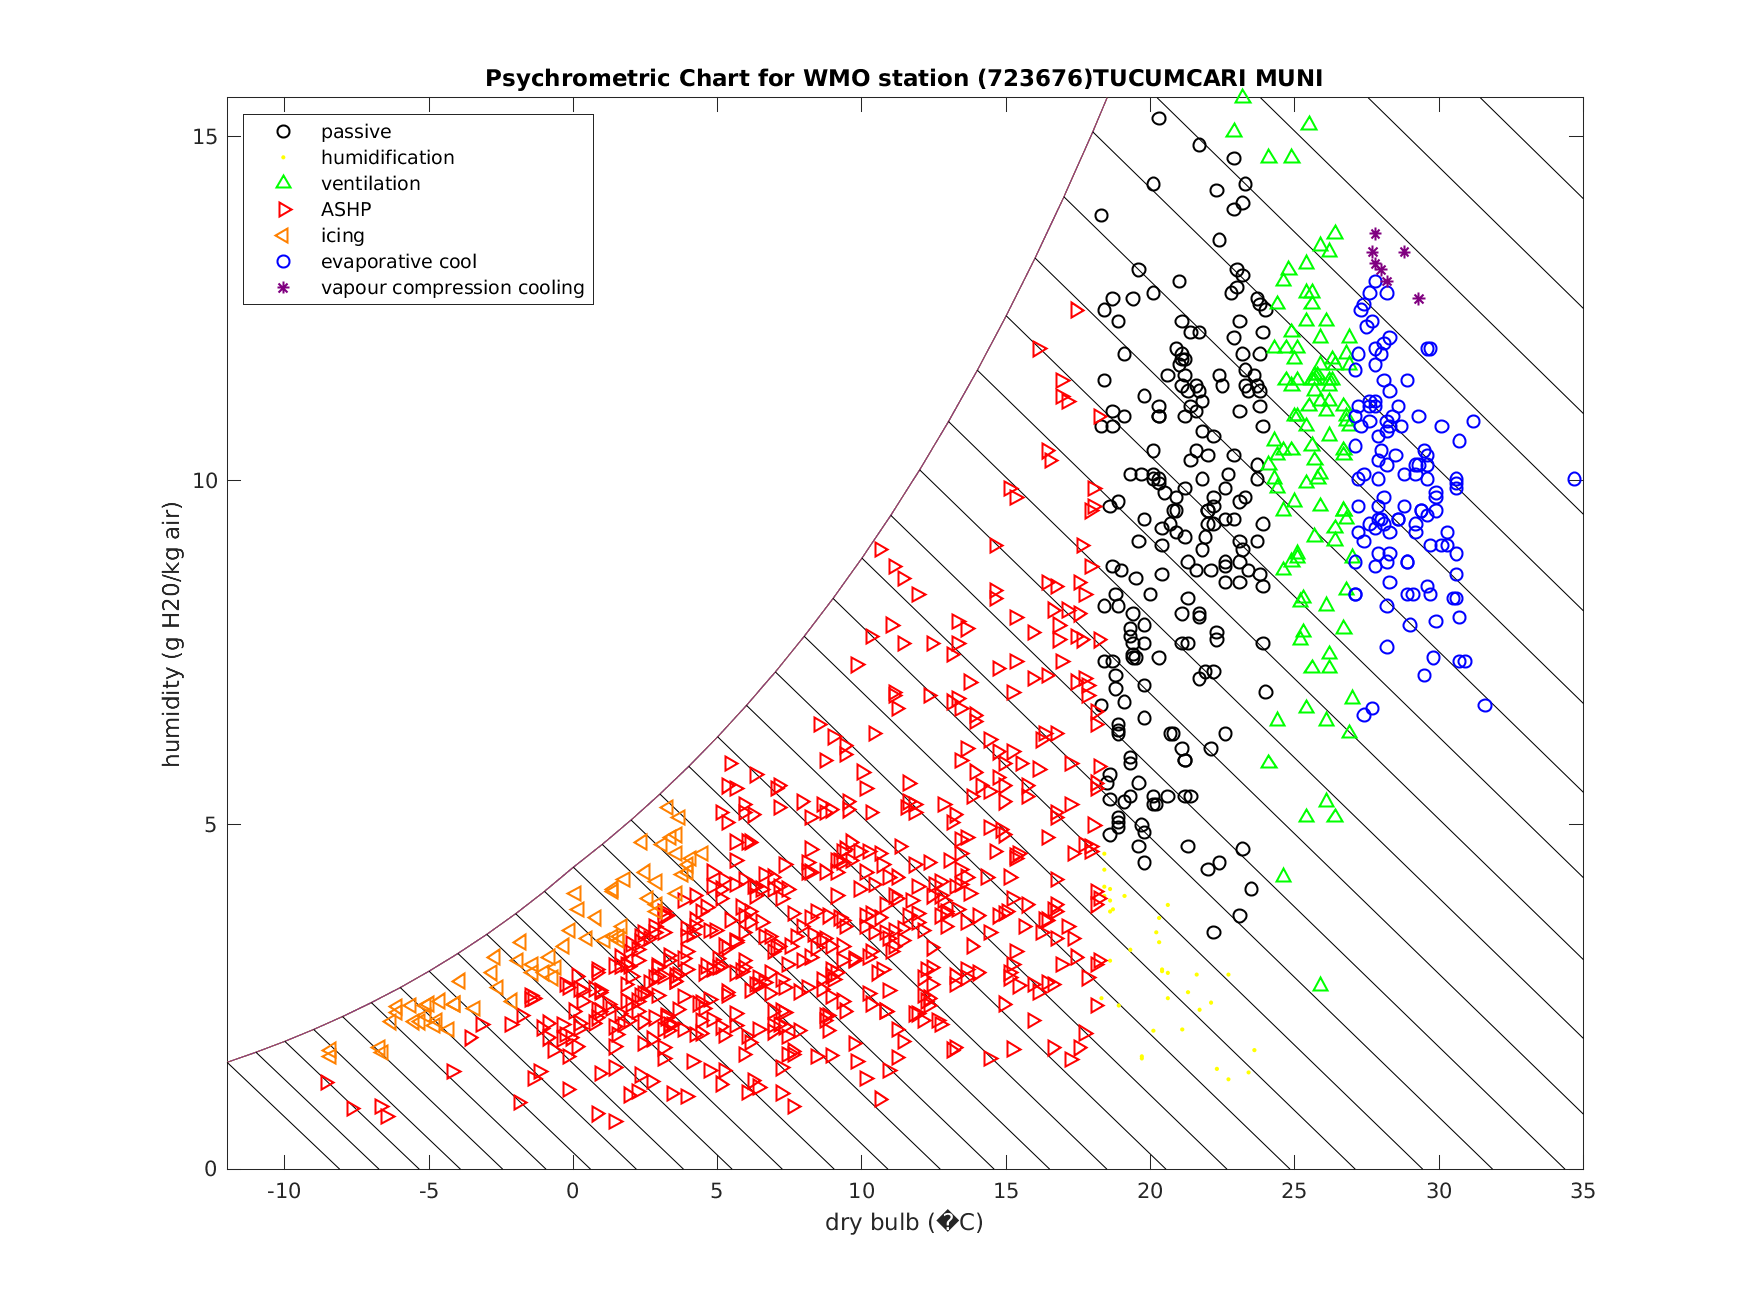 Psychrometric Chart for WMO station (723676)TUCUMCARI MUNI
passive
humidification
ventilation
ASHP
icing
evaporative cool
vapour compression cooling
15
10
5
0
humidity (g H20/kg air)
-10 -5 0 5 10 15 20 25 30 35
dry bulb (�C)